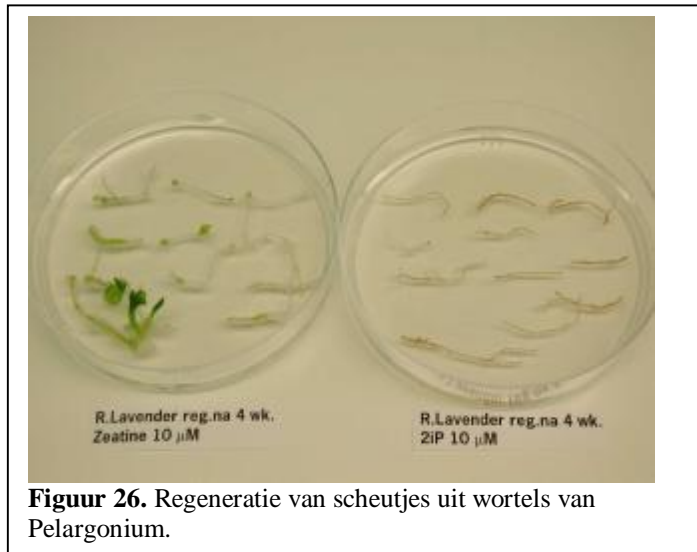 R.Lavender reg.na 4 wk.
Zeatine 10 µM
R.Lavender reg.na 4 wk.
2iP 10 µM
Figuur 26. Regeneratie van scheutjes uit wortels van
Pelargonium.